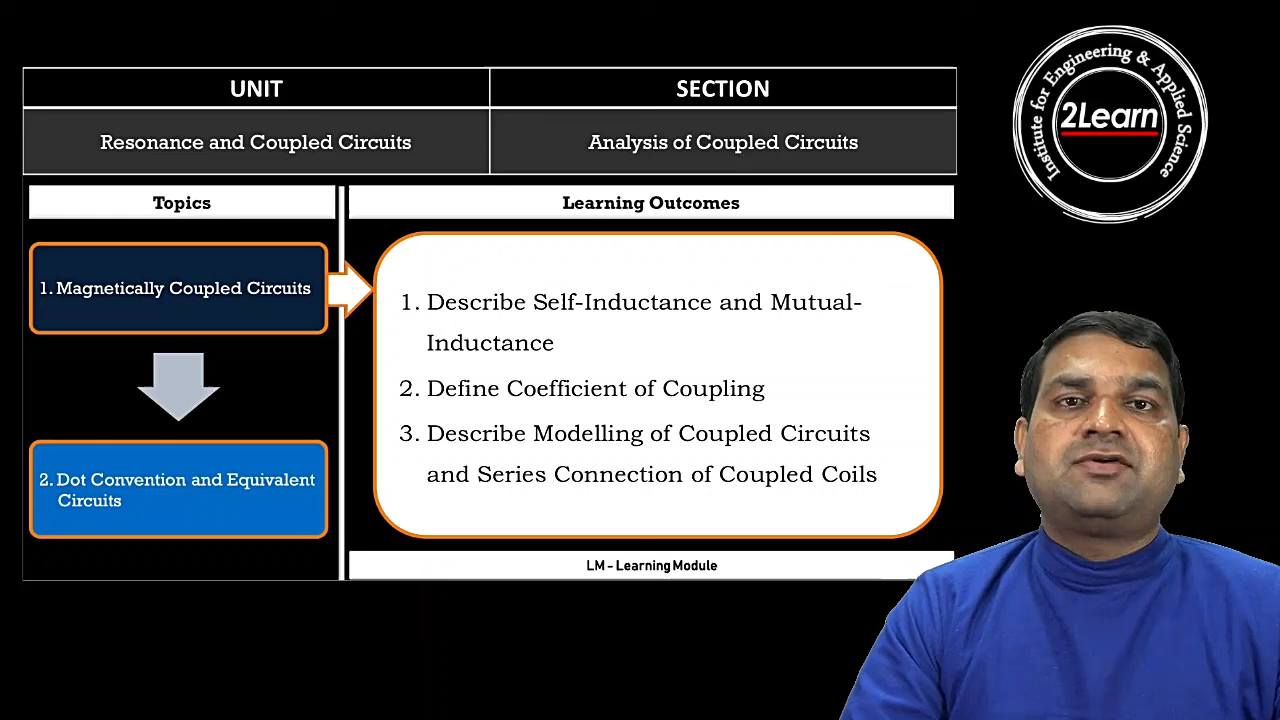 UNIT
SECTION
Resonance and Coupled Circuits
Analysis of Coupled Circuits
Topics
Learning Outcomes
1. Magnetically Coupled Circuits
2. Dot Convention and Equivalent
Circuits
1. Describe Self-Inductance and Mutual-
Inductance
2. Define Coefficient of Coupling
3. Describe Modelling of Coupled Circuits
and Series Connection of Coupled Coils
LM - Learning Module
Institute for Engineering & Applied Science
2Learn